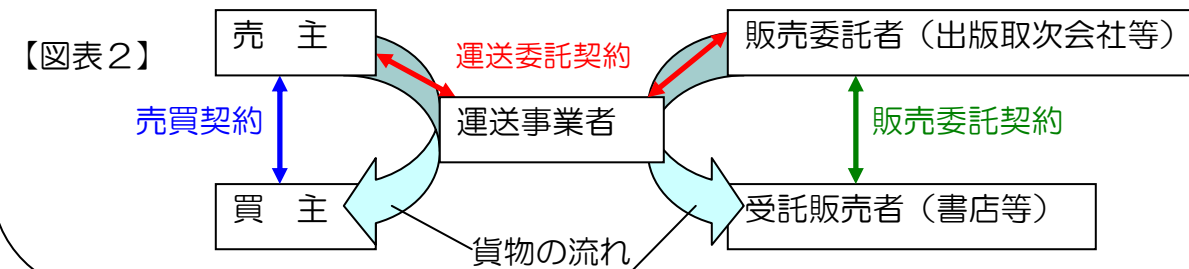 【図表２】
売　主
運送委託契約
販売委託者（出版取次会社等）
売買契約
運送事業者
販売委託契約
買　主
受託販売者（書店等）
貨物の流れ